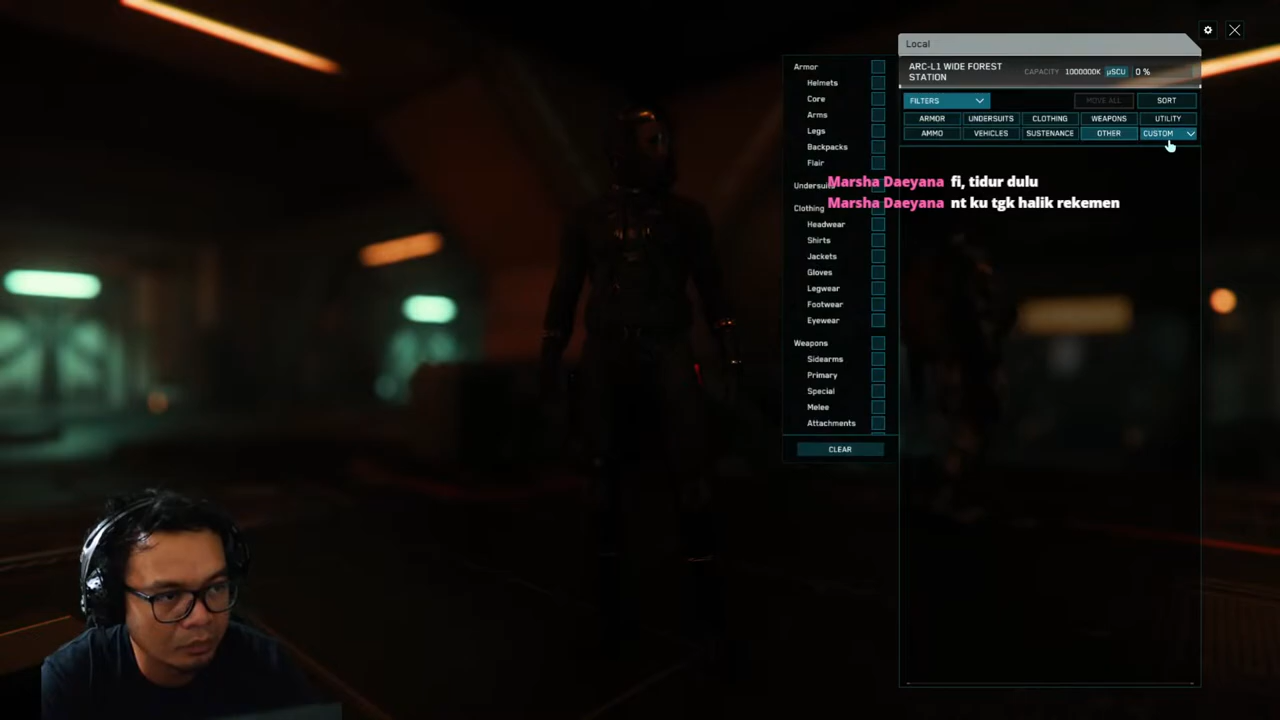 Local
ARC-L1 WIDE FOREST STATION
CAPACITY 1000000K µSCU 0 %
FILTERS
MOVE ALL
SORT
ARMOR UNDERSUITS CLOTHING WEAPONS UTILITY
AMMO VEHICLES SUSTENANCE OTHER CUSTOM
Armor
Helmets
Core
Arms
Legs
Backpacks
Flair
Undersuits
Clothing
Headwear
Shirts
Jackets
Gloves
Legwear
Footwear
Eyewear
Weapons
Sidearms
Primary
Special
Melee
Attachments
CLEAR
Marsha Daeyana fi, tidur dulu
Marsha Daeyana nt ku tgk halik rekemen